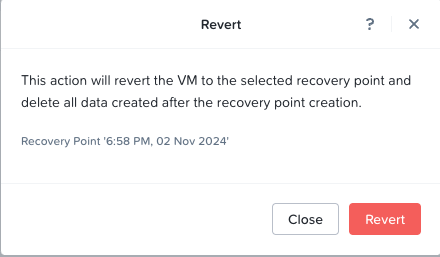 Revert
?
×
This action will revert the VM to the selected recovery point and
delete all data created after the recovery point creation.
Recovery Point '6:58 PM, 02 Nov 2024'
Close
Revert